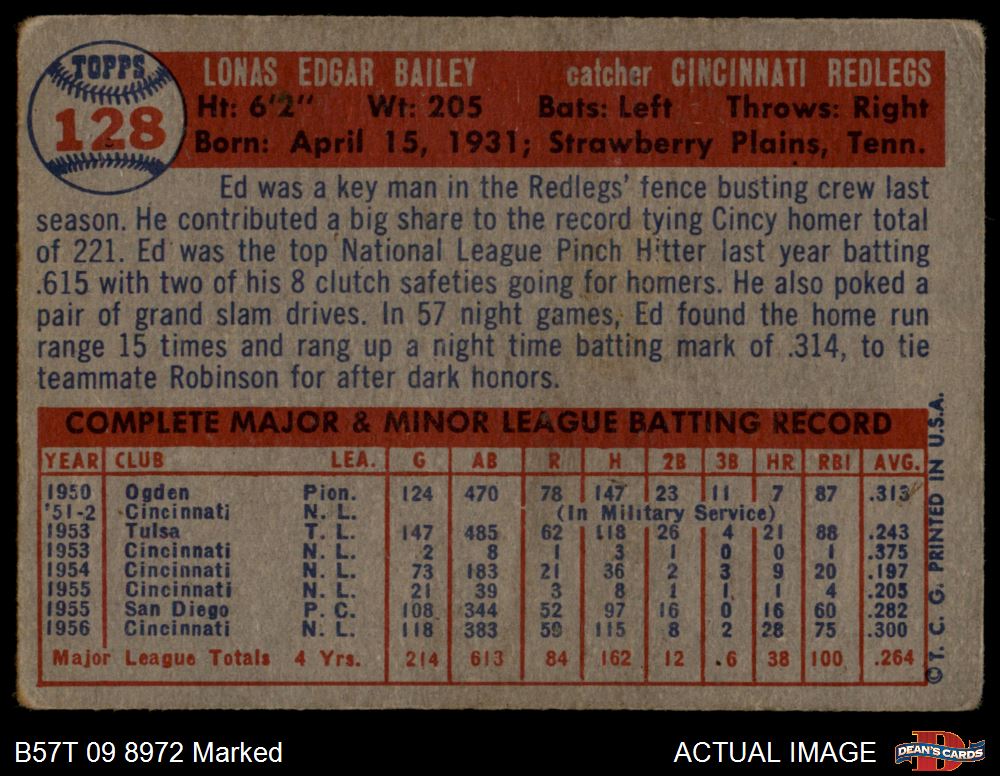 TOPPS
128
LONAS EDGAR BAILEY catcher CINCINNATI REDLEGS
Ht: 6'2" Wt: 205 Bats: Left Throws: Right
Born: April 15, 1931; Strawberry Plains, Tenn.
Ed was a key man in the Redlegs' fence busting crew last
season. He contributed a big share to the record tying Cincy homer total
of 221. Ed was the top National League Pinch Hitter last year batting
.615 with two of his 8 clutch safeties going for homers. He also poked a
pair of grand slam drives. In 57 night games, Ed found the home run
range 15 times and rang up a night time batting mark of .314, to tie
teammate Robinson for after dark honors.
COMPLETE MAJOR & MINOR LEAGUE BATTING RECORD
YEAR CLUB LEA. G AB R H 2B 3B HR RBI AVG.
1950 Ogden Pion. 124 470 78 147 23 11 7 87 .313
'51-2 Cincinnati N. L. (In Military Service)
1953 Tulsa T. L. 147 485 62 118 26 4 21 88 .243
1953 Cincinnati N. L. 2 8 1 3 1 0 0 1 .375
1954 Cincinnati N. L. 73 183 21 36 2 3 9 20 .197
1955 Cincinnati N. L. 21 39 3 8 1 1 1 4 .205
1955 San Diego P. C. 108 344 52 97 16 0 16 60 .282
1956 Cincinnati N. L. 118 383 59 115 8 2 28 75 .300
Major League Totals 4 Yrs. 214 613 84 162 12 6 38 100 .264
©T. C. G. PRINTED IN U.S.A.
B57T 09 8972 Marked
ACTUAL IMAGE
D
DEAN'S CARDS